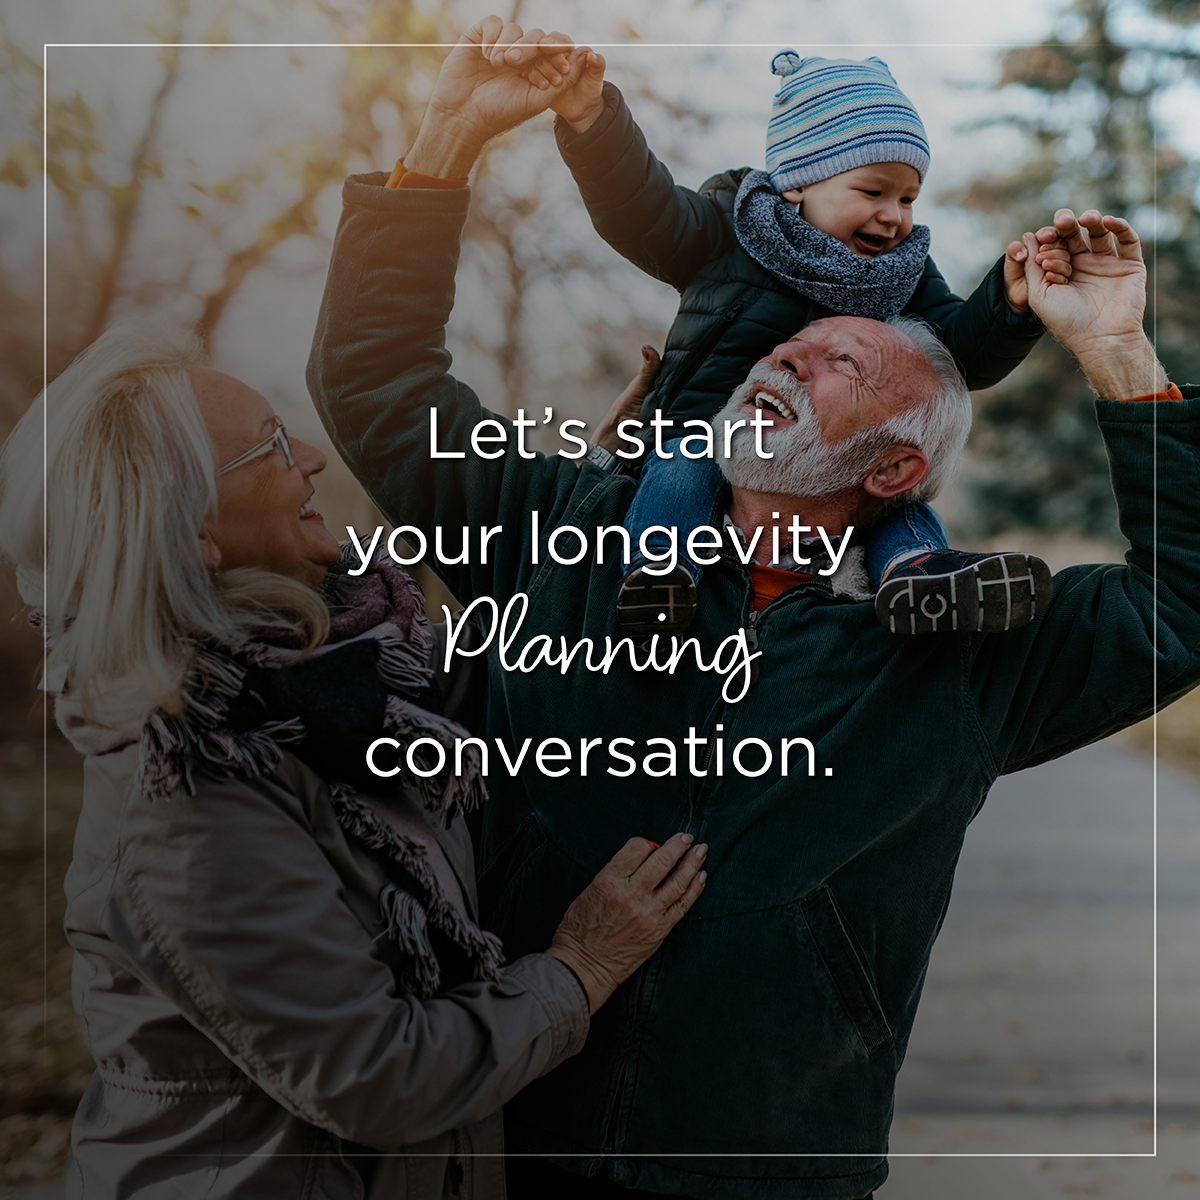 Let’s start
your longevity
Planning
conversation.